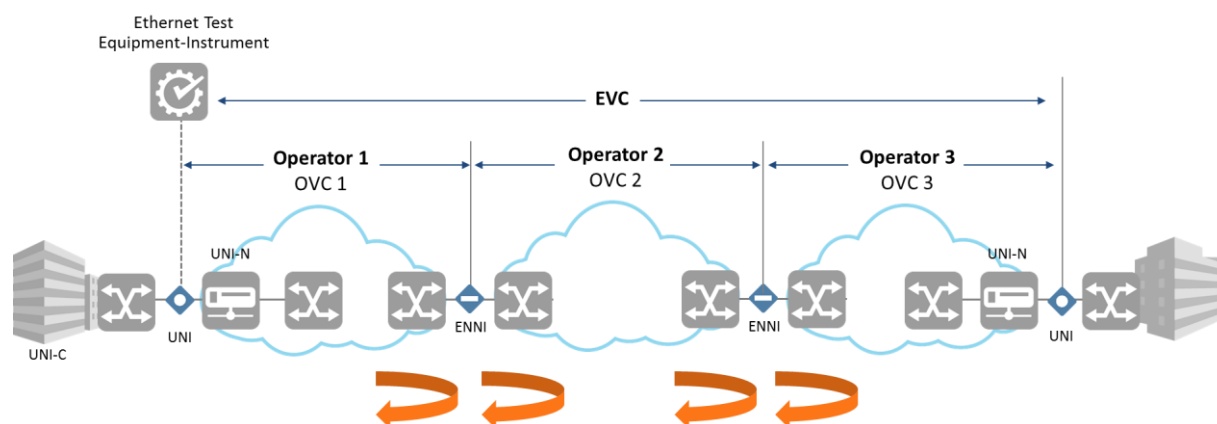 Ethernet Test
Equipment-Instrument
EVC
Operator 1
OVC 1
Operator 2
OVC 2
Operator 3
OVC 3
UNI-N
UNI-N
UNI
ENNI
ENNI
UNI
UNI-C